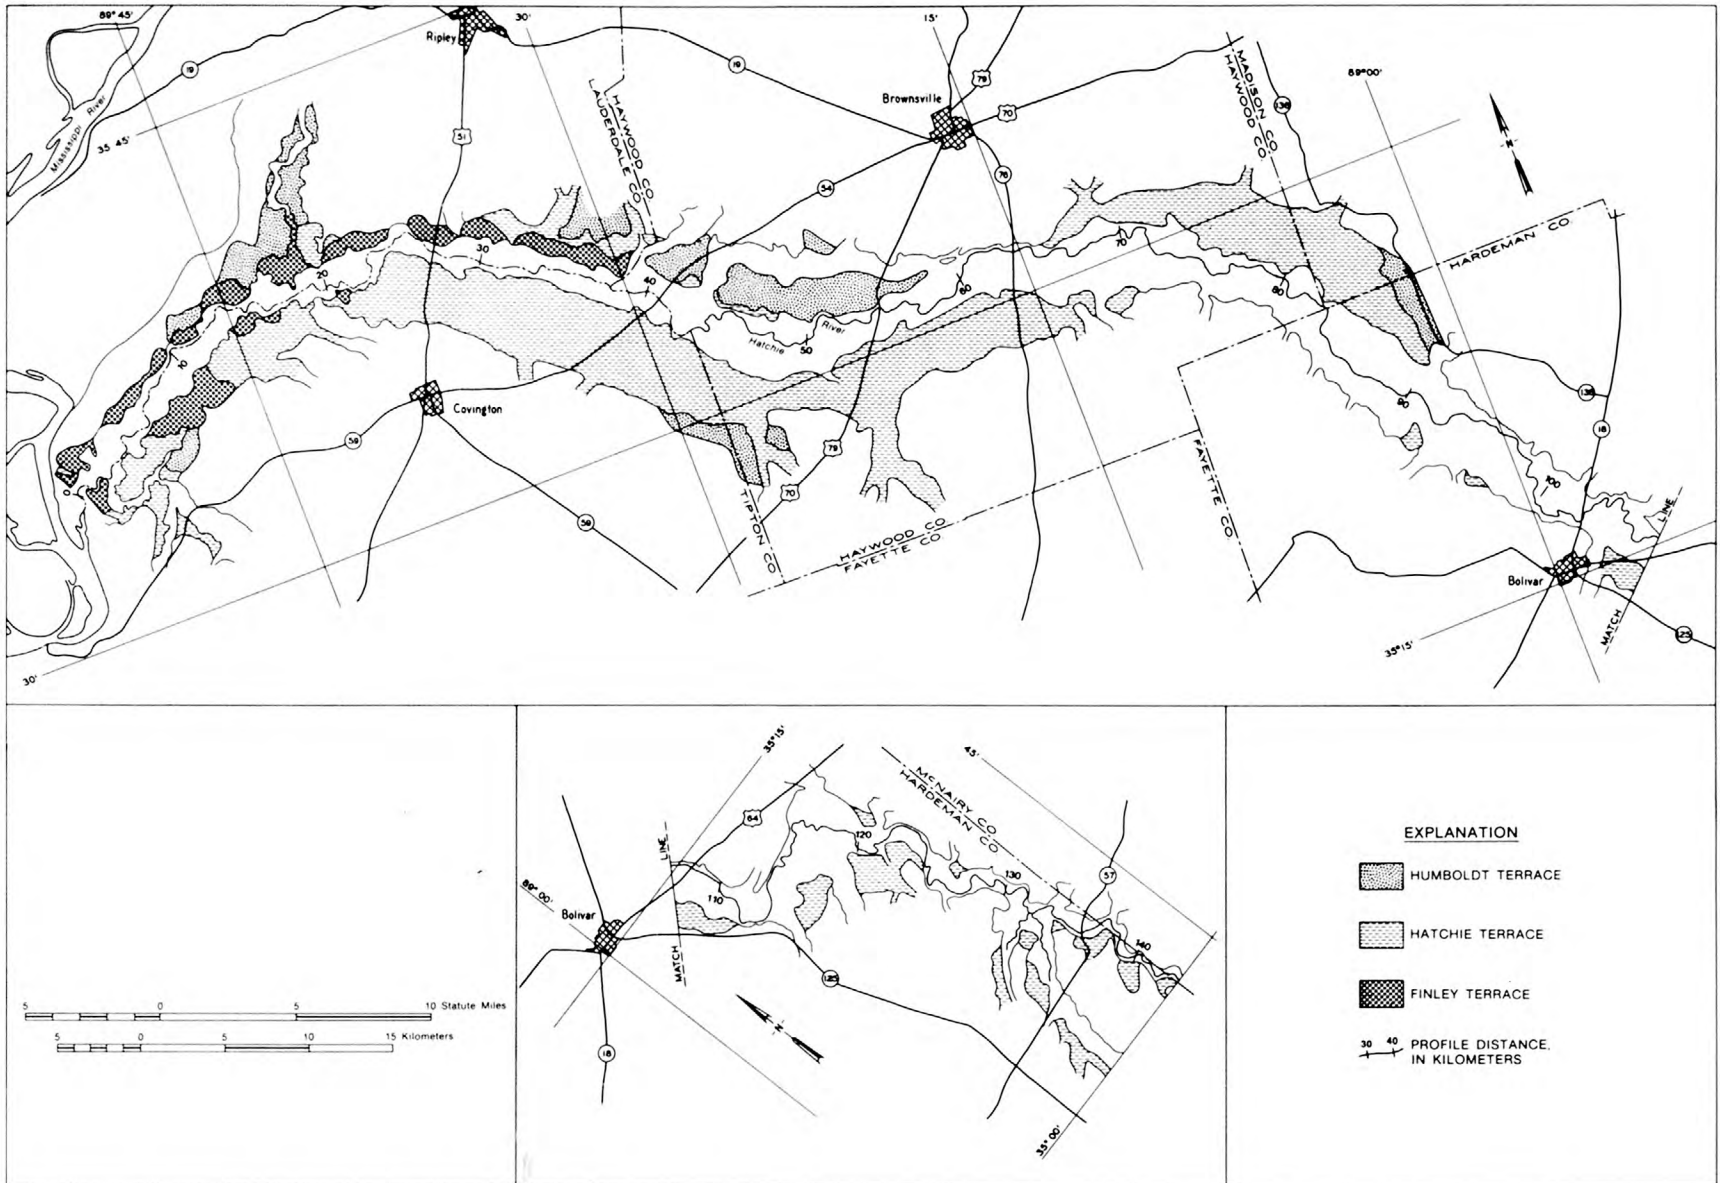 89° 45'
30'
15'
89° 00'
Ripley
19
19
Mississippi River
35 45'
51
79
Brownsville
70
138
MADISON CO
HAYWOOD CO
HAYWOOD CO
LAUDERDALE CO
-N-
54
76
HARDEMAN CO
70
30
20
40
60
80
River
Hatchie
50
10
Covington
59
79
90
138
18
0
70
FAYETTE CO
100
TIPTON CO
59
HAYWOOD CO
FAYETTE CO
MATCH LINE
Bolivar
125
35° 15'
30'
35° 15'
45'
McNAIRY CO
HARDEMAN CO
64
MATCH LINE
120
130
57
89° 00'
Bolivar
110
140
125
-N-
18
35° 00'
5 0 5 10 Statute Miles
5 0 5 10 15 Kilometers
EXPLANATION
HUMBOLDT TERRACE
HATCHIE TERRACE
FINLEY TERRACE
30 40 PROFILE DISTANCE,
IN KILOMETERS